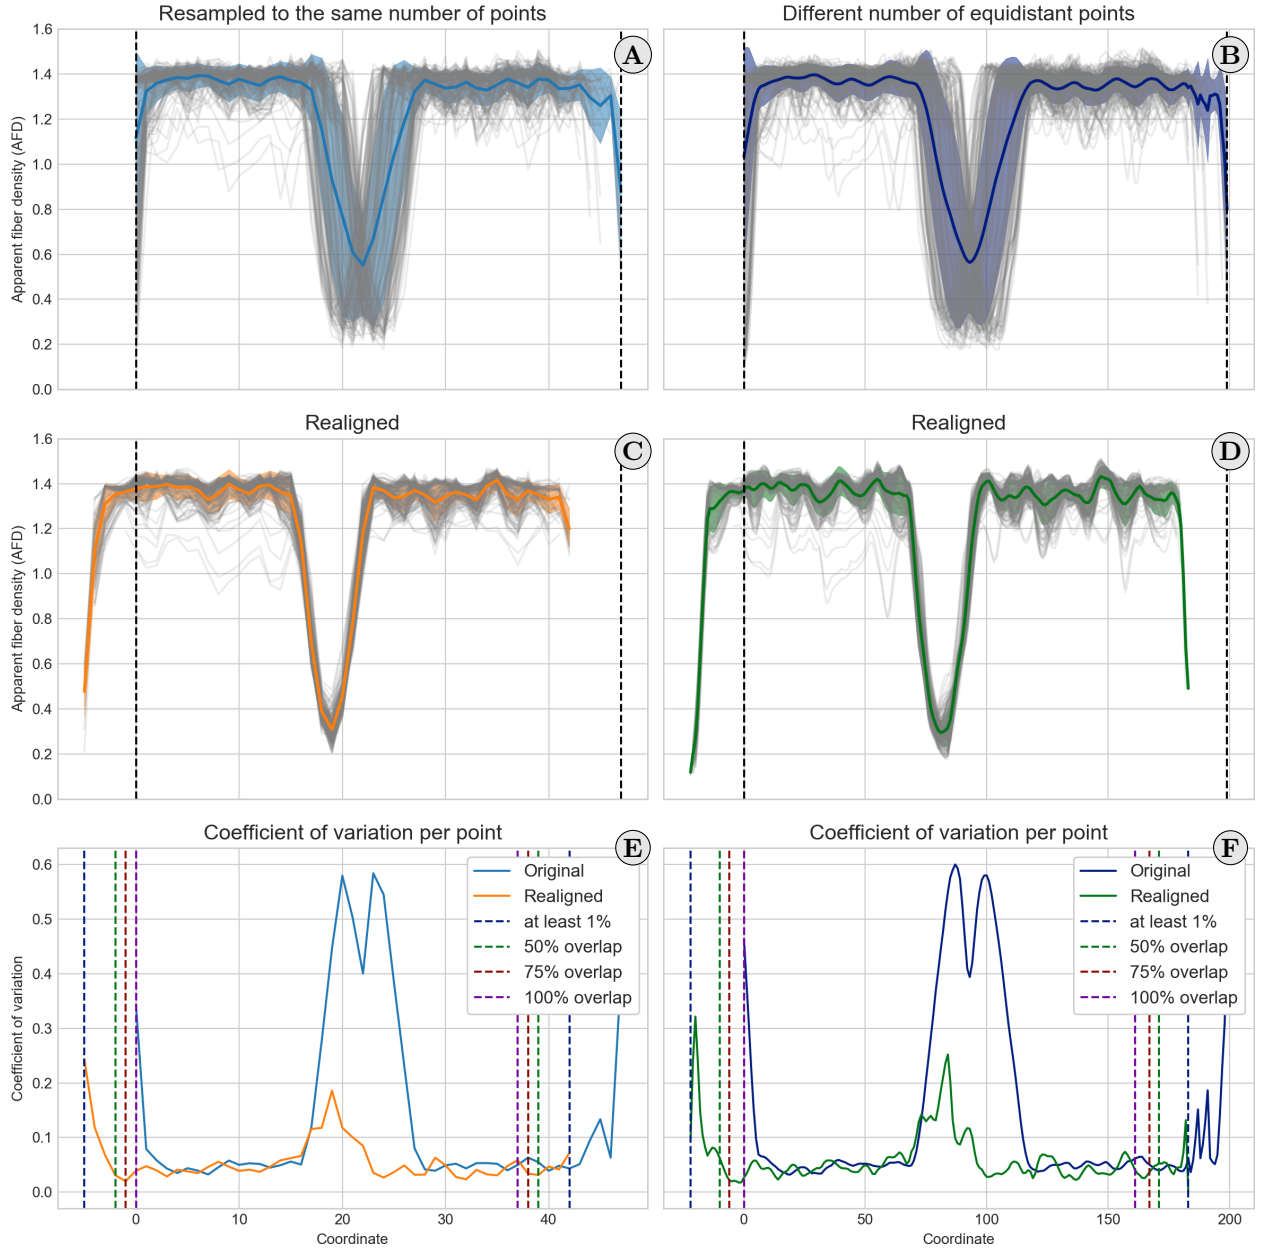 Resampled to the same number of points
Different number of equidistant points
A
B
Apparent fiber density (AFD)
1.6
1.4
1.2
1.0
0.8
0.6
0.4
0.2
0.0
Realigned
Realigned
C
D
Apparent fiber density (AFD)
1.6
1.4
1.2
1.0
0.8
0.6
0.4
0.2
0.0
Coefficient of variation per point
Coefficient of variation per point
E
F
Coefficient of variation
0.6
0.5
0.4
0.3
0.2
0.1
0.0
Original
Realigned
at least 1%
50% overlap
75% overlap
100% overlap
Original
Realigned
at least 1%
50% overlap
75% overlap
100% overlap
0 10 20 30 40
0 50 100 150 200
Coordinate
Coordinate